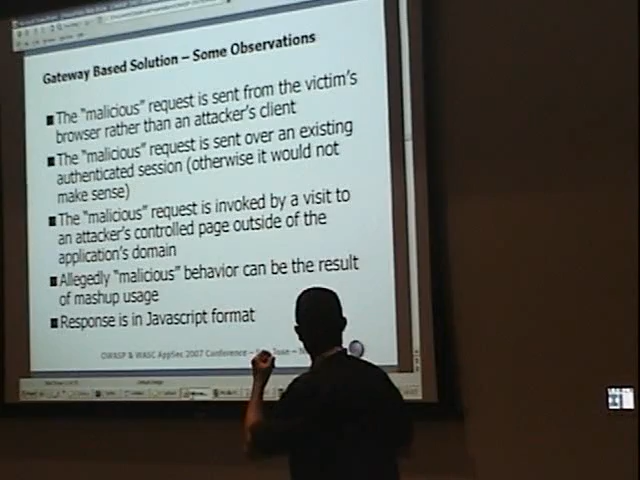 Gateway Based Solution – Some Observations
■ The "malicious" request is sent from the victim's
browser rather than an attacker's client
■ The "malicious" request is sent over an existing
authenticated session (otherwise it would not
make sense)
■ The "malicious" request is invoked by a visit to
an attacker's controlled page outside of the
application's domain
■ Allegedly "malicious" behavior can be the result
of mashup usage
■ Response is in Javascript format
OWASP & WASC AppSec 2007 Conference – San Jose –